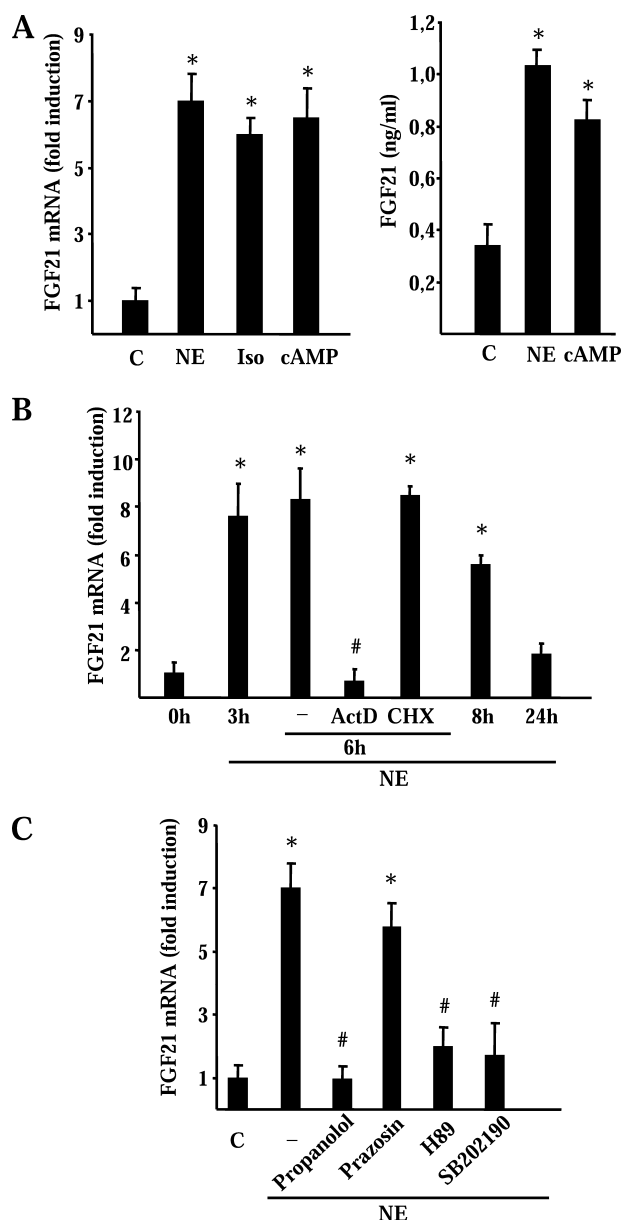 A
FGF21 mRNA (fold induction)
9
7
5
3
1
*
*
*
C NE Iso cAMP
FGF21 (ng/ml)
1,2
1,0
0,8
0,6
0,4
0,2
*
*
C NE cAMP
B
FGF21 mRNA (fold induction)
12
10
8
6
4
2
*
*
#
*
*
0h 3h – ActD CHX 8h 24h
6h
NE
C
FGF21 mRNA (fold induction)
9
7
5
3
1
*
#
*
#
#
C – Propanolol Prazosin H89 SB202190
NE